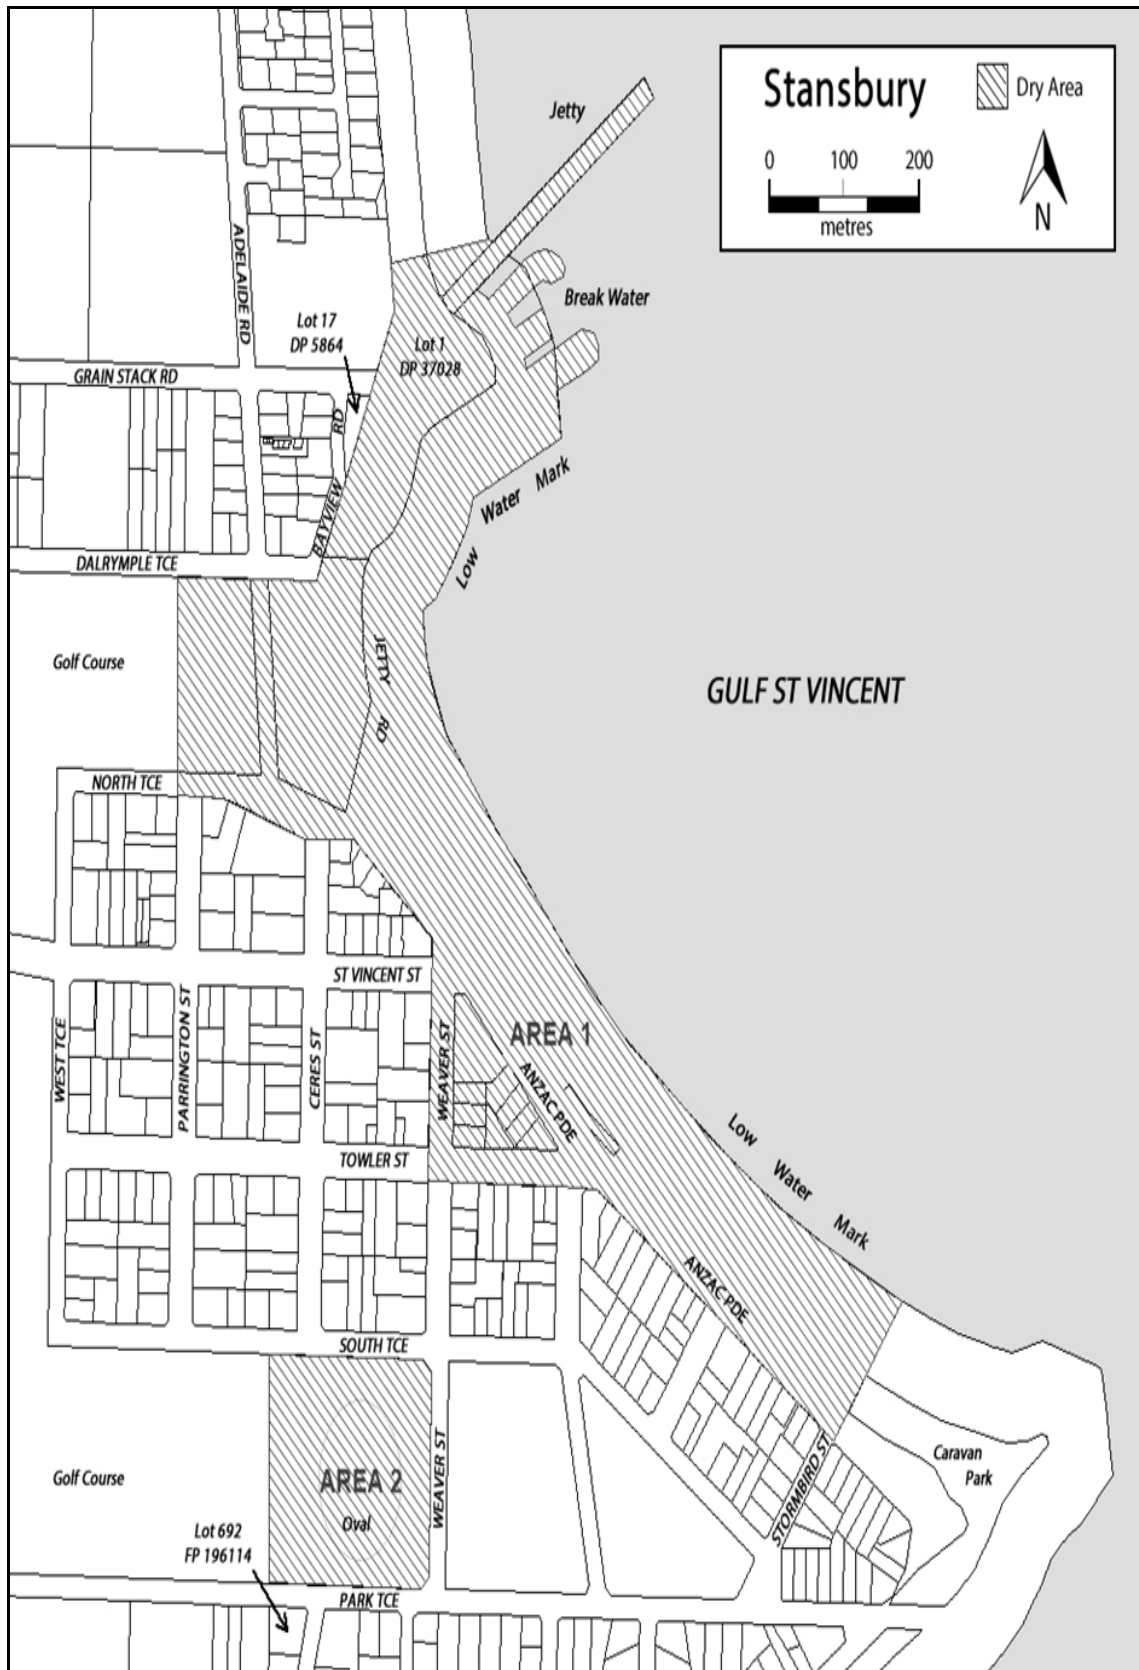 Stansbury
Dry Area
0 100 200
metres
N
Jetty
Break Water
ADELAIDE RD
Lot 17
DP 5864
Lot 1
DP 37028
GRAIN STACK RD
BAYVIEW RD
Low Water Mark
DALRYMPLE TCE
Golf Course
JETTY RD
GULF ST VINCENT
NORTH TCE
ST VINCENT ST
WEST TCE
PARRINGTON ST
CERES ST
WEAVER ST
AREA 1
ANZAC PDE
TOWLER ST
Low Water Mark
ANZAC PDE
SOUTH TCE
Golf Course
AREA 2
Oval
WEAVER ST
STORMBIRD ST
Caravan
Park
Lot 692
FP 196114
PARK TCE